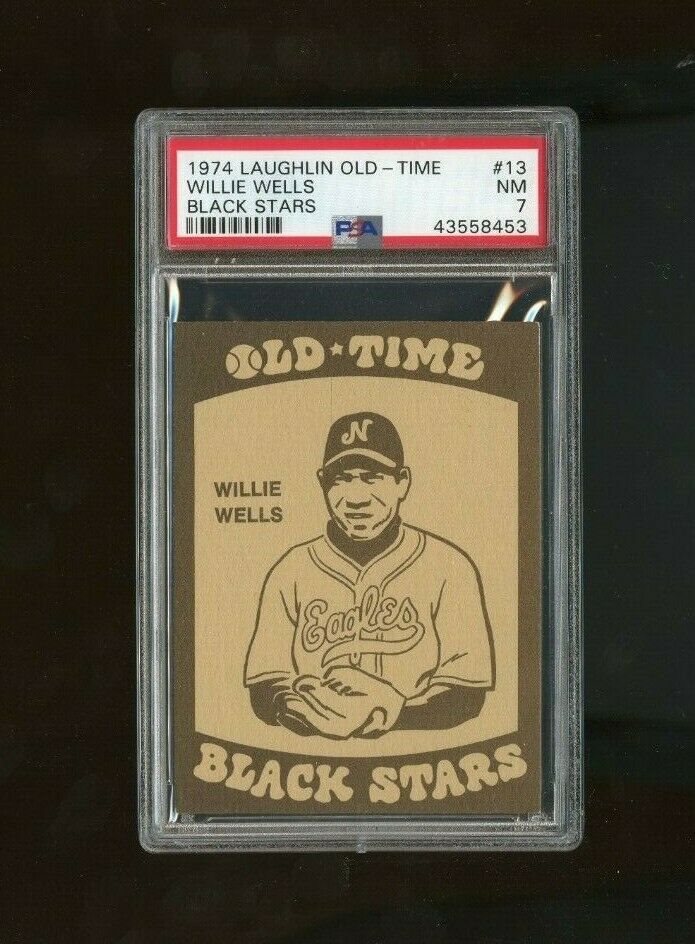 1974 LAUGHLIN OLD - TIME #13
WILLIE WELLS NM
BLACK STARS 7
PSA 43558453
OLD★TIME
N
WILLIE
WELLS
Eagles
BLACK STARS